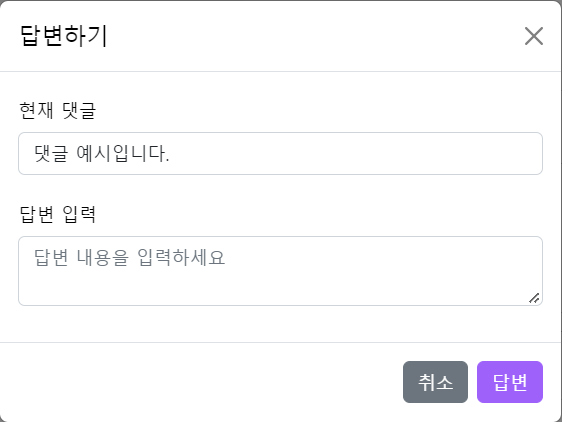 답변하기
현재 댓글
댓글 예시입니다.
답변 입력
답변 내용을 입력하세요
취소 답변